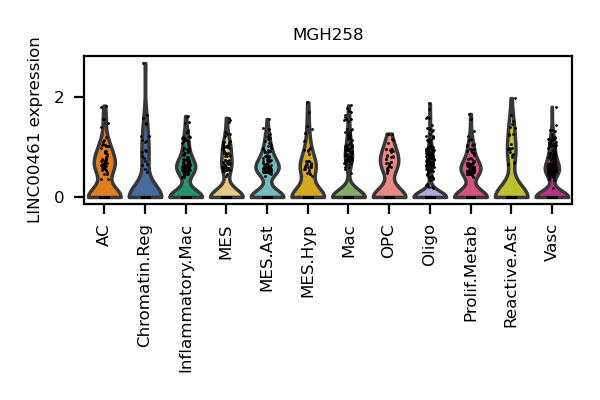 MGH258
LINC00461 expression
2
0
AC
Chromatin.Reg
Inflammatory.Mac
MES
MES.Ast
MES.Hyp
Mac
OPC
Oligo
Prolif.Metab
Reactive.Ast
Vasc